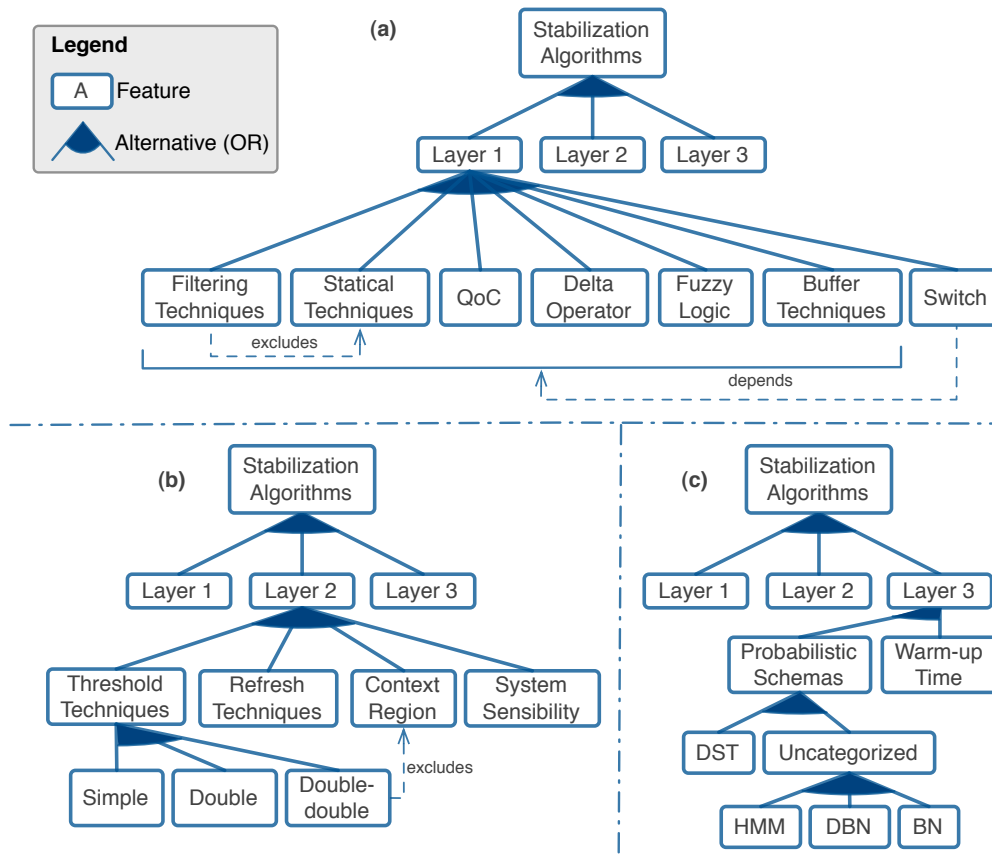 Legend
A
Feature
Alternative (OR)
(a)
Stabilization
Algorithms
Layer 1
Layer 2
Layer 3
Filtering
Techniques
Statical
Techniques
QoC
Delta
Operator
Fuzzy
Logic
Buffer
Techniques
Switch
excludes
depends
(b)
Stabilization
Algorithms
Layer 1
Layer 2
Layer 3
Threshold
Techniques
Refresh
Techniques
Context
Region
System
Sensibility
excludes
Simple
Double
Double-
double
(c)
Stabilization
Algorithms
Layer 1
Layer 2
Layer 3
Probabilistic
Schemas
Warm-up
Time
DST
Uncategorized
HMM
DBN
BN